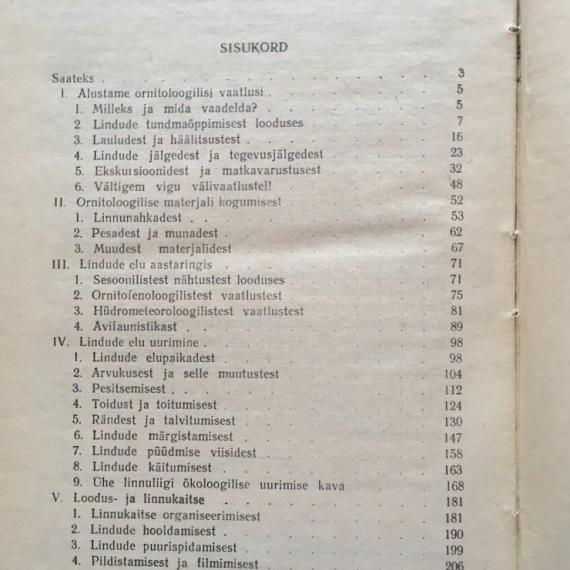 SISUKORD
Saateks . . . . . . . . . . 3
I. Alustame ornitoloogilisi vaatlusi . . . . . 5
1. Milleks ja mida vaadelda? . . . . . 5
2. Lindude tundmaõppimisest looduses . . . . 7
3. Lauludest ja häälitsustest . . . . . 16
4. Lindude jälgedest ja tegevusjälgedest . . . . 23
5. Ekskursioonidest ja matkavarustusest . . . . 32
6. Vältigem vigu välivaatlustel! . . . . . 48
II. Ornitoloogilise materjali kogumisest . . . . 52
1. Linnunahkadest . . . . . . 53
2. Pesadest ja munadest . . . . . 62
3. Muudest materjalidest . . . . . 67
III. Lindude elu aastaringis . . . . . 71
1. Sesoonilistest nähtustest looduses . . . . 71
2. Ornitofenoloogilistest vaatlustest . . . . 75
3. Hüdrometeoroloogilistest vaatlustest . . . . 81
4. Avifaunistikast . . . . . . 89
IV. Lindude elu uurimine . . . . . . 98
1. Lindude elupaikadest . . . . . 98
2. Arvukusest ja selle muutustest . . . . 104
3. Pesitsemisest . . . . . . 112
4. Toidust ja toitumisest . . . . . 124
5. Rändest ja talvitumisest . . . . . 130
6. Lindude märgistamisest . . . . . 147
7. Lindude püüdmise viisidest . . . . . 158
8. Lindude käitumisest . . . . . 163
9. Ühe linnuliigi ökoloogilise uurimise kava . . . 168
V. Loodus- ja linnukaitse . . . . . 181
1. Linnukaitse organiseerimisest . . . . 181
2. Lindude hooldamisest . . . . . 190
3. Lindude puurispidamisest . . . . . 199
4. Pildistamisest ja filmimisest . . . . 206